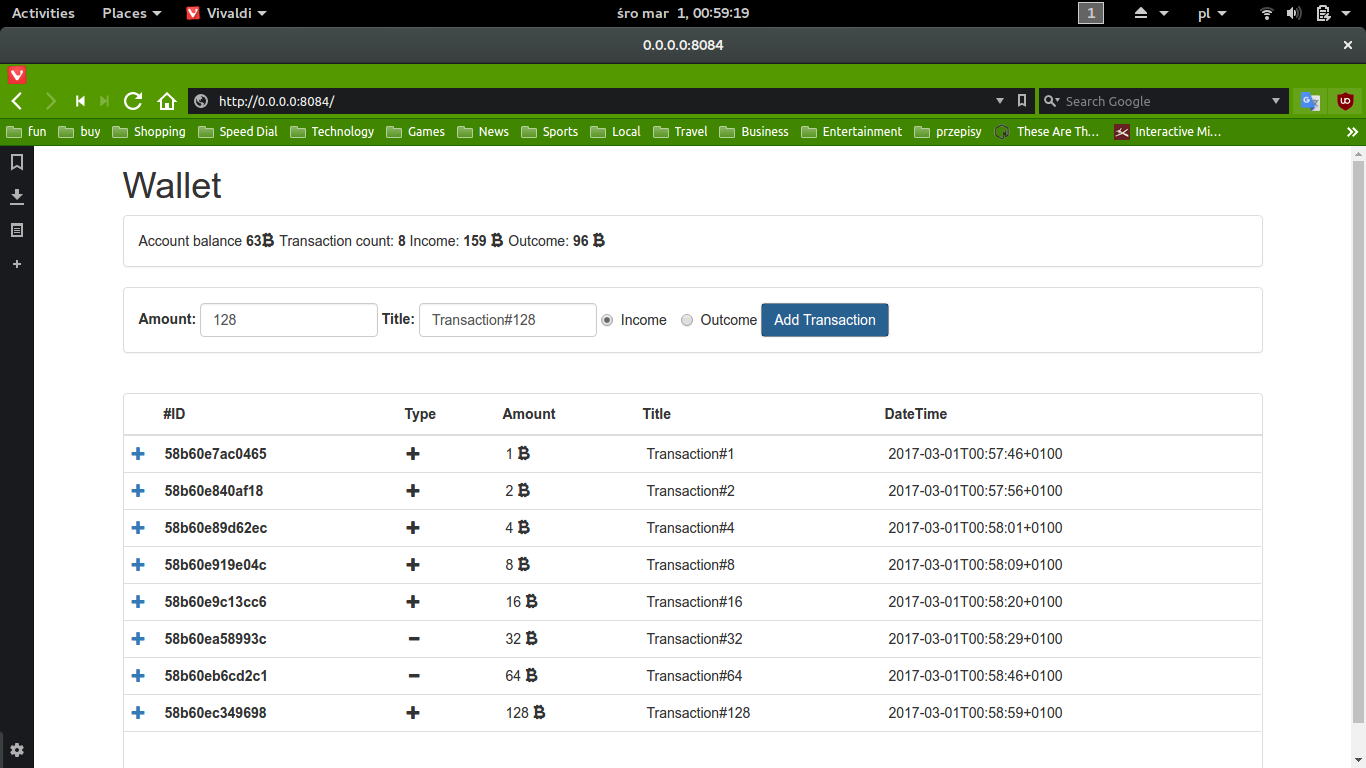 Activities Places Vivaldi śro mar 1, 00:59:19 1 pl
0.0.0.0:8084
http://0.0.0.0:8084/ Search Google
fun buy Shopping Speed Dial Technology Games News Sports Local Travel Business Entertainment przepisy These Are Th... Interactive Mi...
Wallet
Account balance 63₿ Transaction count: 8 Income: 159 ₿ Outcome: 96 ₿
Amount: 128 Title: Transaction#128 Income Outcome Add Transaction
#ID Type Amount Title DateTime
+ 58b60e7ac0465 + 1 ₿ Transaction#1 2017-03-01T00:57:46+0100
+ 58b60e840af18 + 2 ₿ Transaction#2 2017-03-01T00:57:56+0100
+ 58b60e89d62ec + 4 ₿ Transaction#4 2017-03-01T00:58:01+0100
+ 58b60e919e04c + 8 ₿ Transaction#8 2017-03-01T00:58:09+0100
+ 58b60e9c13cc6 + 16 ₿ Transaction#16 2017-03-01T00:58:20+0100
+ 58b60ea58993c - 32 ₿ Transaction#32 2017-03-01T00:58:29+0100
+ 58b60eb6cd2c1 - 64 ₿ Transaction#64 2017-03-01T00:58:46+0100
+ 58b60ec349698 + 128 ₿ Transaction#128 2017-03-01T00:58:59+0100